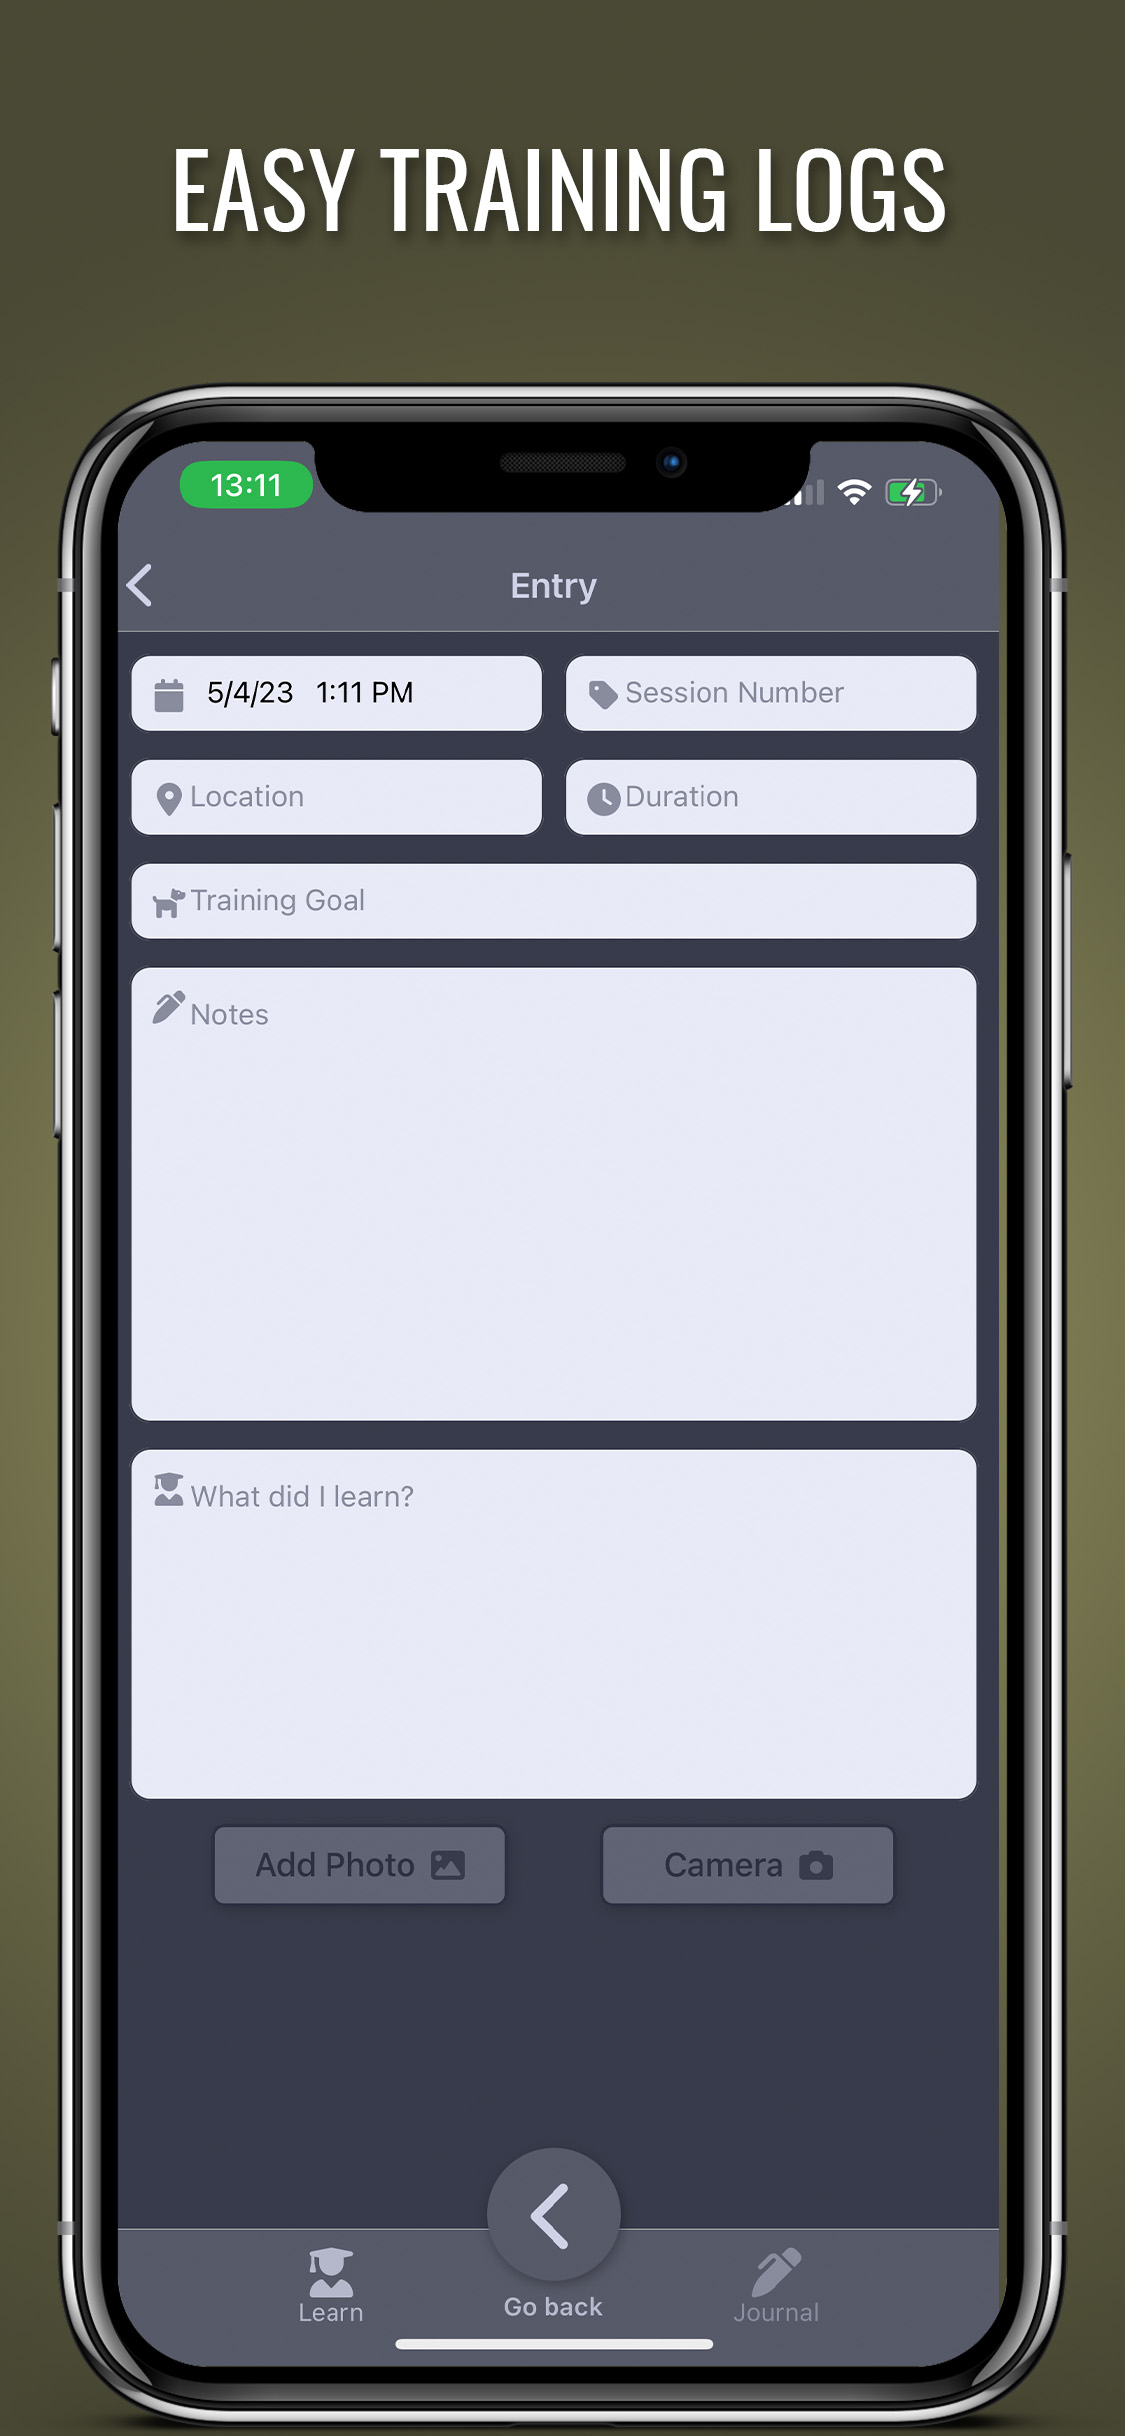 EASY TRAINING LOGS
13:11
Entry
5/4/23 1:11 PM
Session Number
Location
Duration
Training Goal
Notes
What did I learn?
Add Photo
Camera
Learn
Go back
Journal